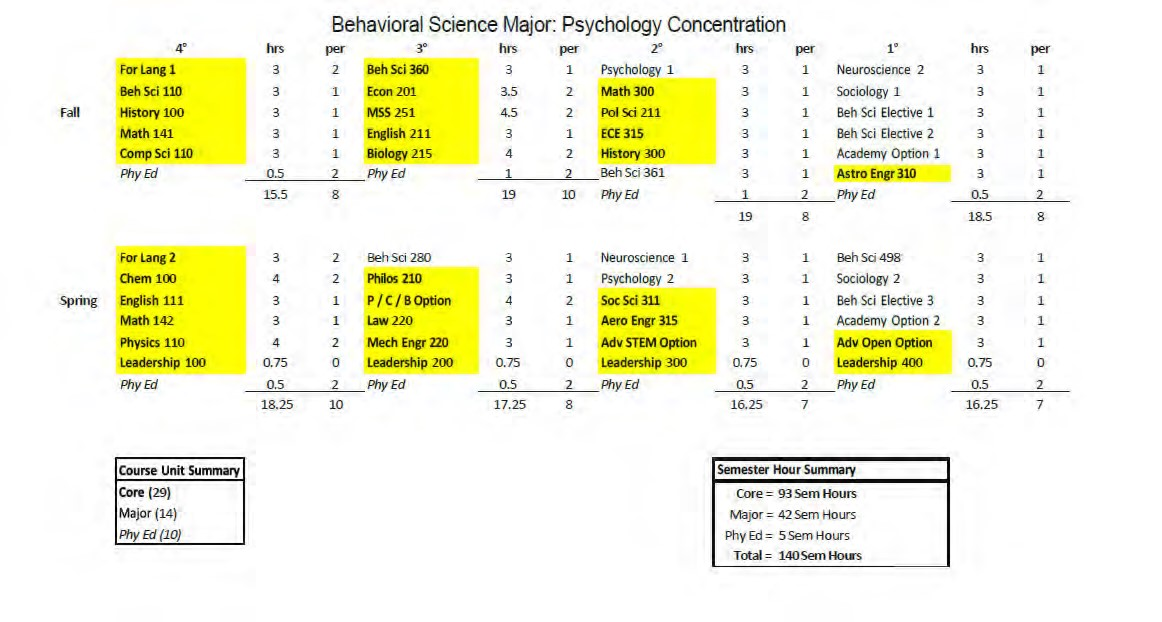 Behavioral Science Major: Psychology Concentration
4° hrs per 3° hrs per 2° hrs per 1° hrs per
For Lang 1 3 2 Beh Sci 360 3 1 Psychology 1 3 1 Neuroscience 2 3 1
Beh Sci 110 3 1 Econ 201 3.5 2 Math 300 3 1 Sociology 1 3 1
Fall History 100 3 1 MSS 251 4.5 2 Pol Sci 211 3 1 Beh Sci Elective 1 3 1
Math 141 3 1 English 211 3 1 ECE 315 3 1 Beh Sci Elective 2 3 1
Comp Sci 110 3 1 Biology 215 4 2 History 300 3 1 Academy Option 1 3 1
Phy Ed 0.5 2 Phy Ed 1 2 Beh Sci 361 3 1 Astro Engr 310 3 1
15.5 8 19 10 Phy Ed 1 2 Phy Ed 0.5 2
19 8 18.5 8
For Lang 2 3 2 Beh Sci 280 3 1 Neuroscience 1 3 1 Beh Sci 498 3 1
Chem 100 4 2 Philos 210 3 1 Psychology 2 3 1 Sociology 2 3 1
Spring English 111 3 1 P / C / B Option 4 2 Soc Sci 311 3 1 Beh Sci Elective 3 3 1
Math 142 3 1 Law 220 3 1 Aero Engr 315 3 1 Academy Option 2 3 1
Physics 110 4 2 Mech Engr 220 3 1 Adv STEM Option 3 1 Adv Open Option 3 1
Leadership 100 0.75 0 Leadership 200 0.75 0 Leadership 300 0.75 0 Leadership 400 0.75 0
Phy Ed 0.5 2 Phy Ed 0.5 2 Phy Ed 0.5 2 Phy Ed 0.5 2
18.25 10 17.25 8 16.25 7 16.25 7
Course Unit Summary
Core (29)
Major (14)
Phy Ed (10)
Semester Hour Summary
Core = 93 Sem Hours
Major = 42 Sem Hours
Phy Ed = 5 Sem Hours
Total = 140 Sem Hours